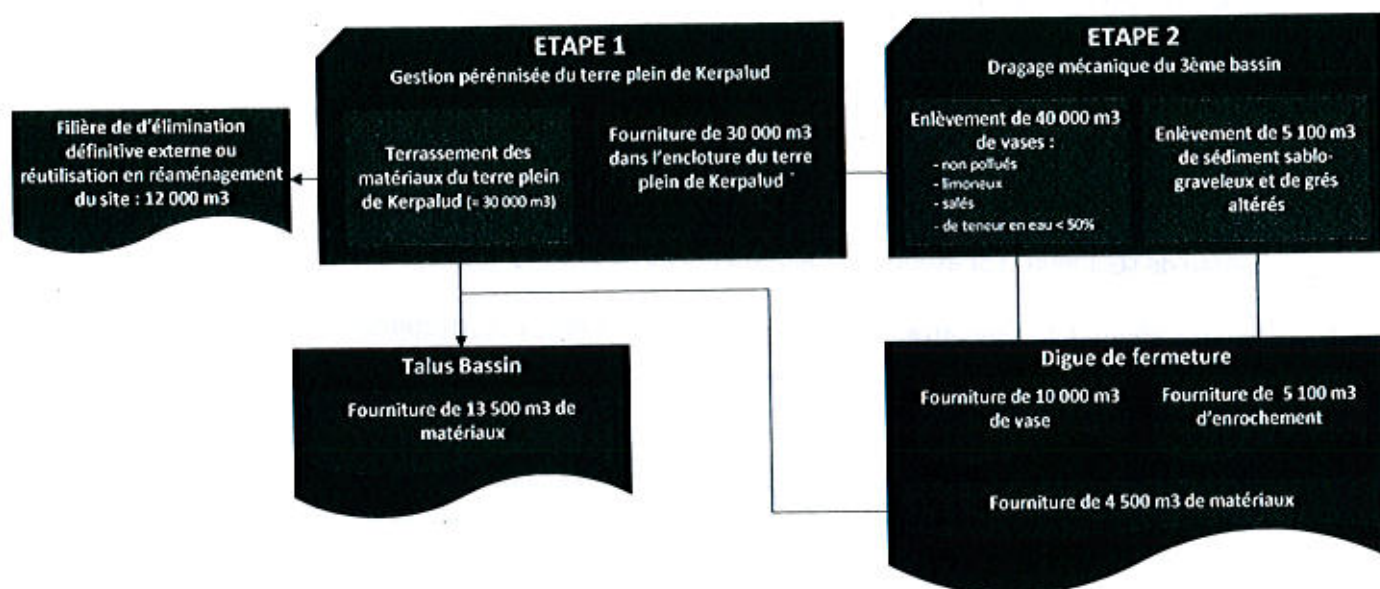 ETAPE 1
Gestion pérénnisée du terre plein de Kerpalud
Terrassement des
matériaux du terre plein
de Kerpalud (= 30 000 m3)
Fourniture de 30 000 m3
dans l'encloture du terre
plein de Kerpalud
ETAPE 2
Dragage mécanique du 3ème bassin
Enlèvement de 40 000 m3
de vases :
- non pollués
- limoneux
- salés
- de teneur en eau < 50%
Enlèvement de 5 100 m3
de sédiment sablo-
graveleux et de grés
altérés
Filière de d'élimination
définitive externe ou
réutilisation en réaménagement
du site : 12 000 m3
Talus Bassin
Fourniture de 13 500 m3 de
matériaux
Digue de fermeture
Fourniture de 10 000 m3
de vase
Fourniture de 5 100 m3
d'enrochement
Fourniture de 4 500 m3 de matériaux